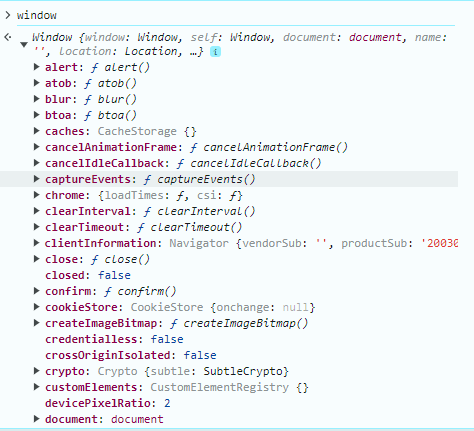 window
Window {window: Window, self: Window, document: document, name:
'', location: Location, …} i
alert: ƒ alert()
atob: ƒ atob()
blur: ƒ blur()
btoa: ƒ btoa()
caches: CacheStorage {}
cancelAnimationFrame: ƒ cancelAnimationFrame()
cancelIdleCallback: ƒ cancelIdleCallback()
captureEvents: ƒ captureEvents()
chrome: {loadTimes: ƒ, csi: ƒ}
clearInterval: ƒ clearInterval()
clearTimeout: ƒ clearTimeout()
clientInformation: Navigator {vendorSub: '', productSub: '20030
close: ƒ close()
closed: false
confirm: ƒ confirm()
cookieStore: CookieStore {onchange: null}
createImageBitmap: ƒ createImageBitmap()
credentialless: false
crossOriginIsolated: false
crypto: Crypto {subtle: SubtleCrypto}
customElements: CustomElementRegistry {}
devicePixelRatio: 2
document: document